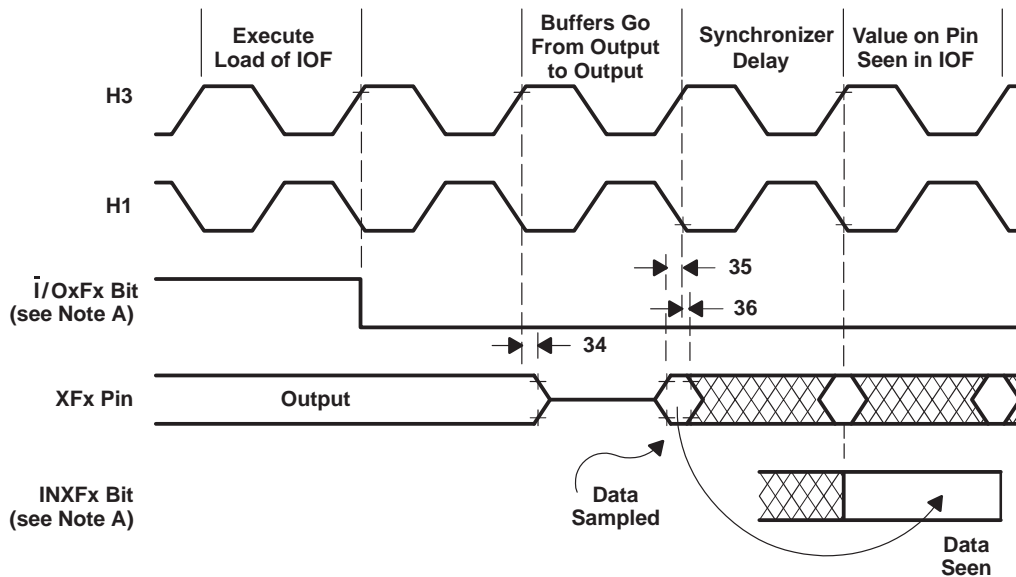 Execute
Load of IOF
Buffers Go
From Output
to Output
Synchronizer
Delay
Value on Pin
Seen in IOF
H3
H1
Ī/OxFx Bit
(see Note A)
35
36
34
XFx Pin
Output
Data
Sampled
INXFx Bit
(see Note A)
Data
Seen